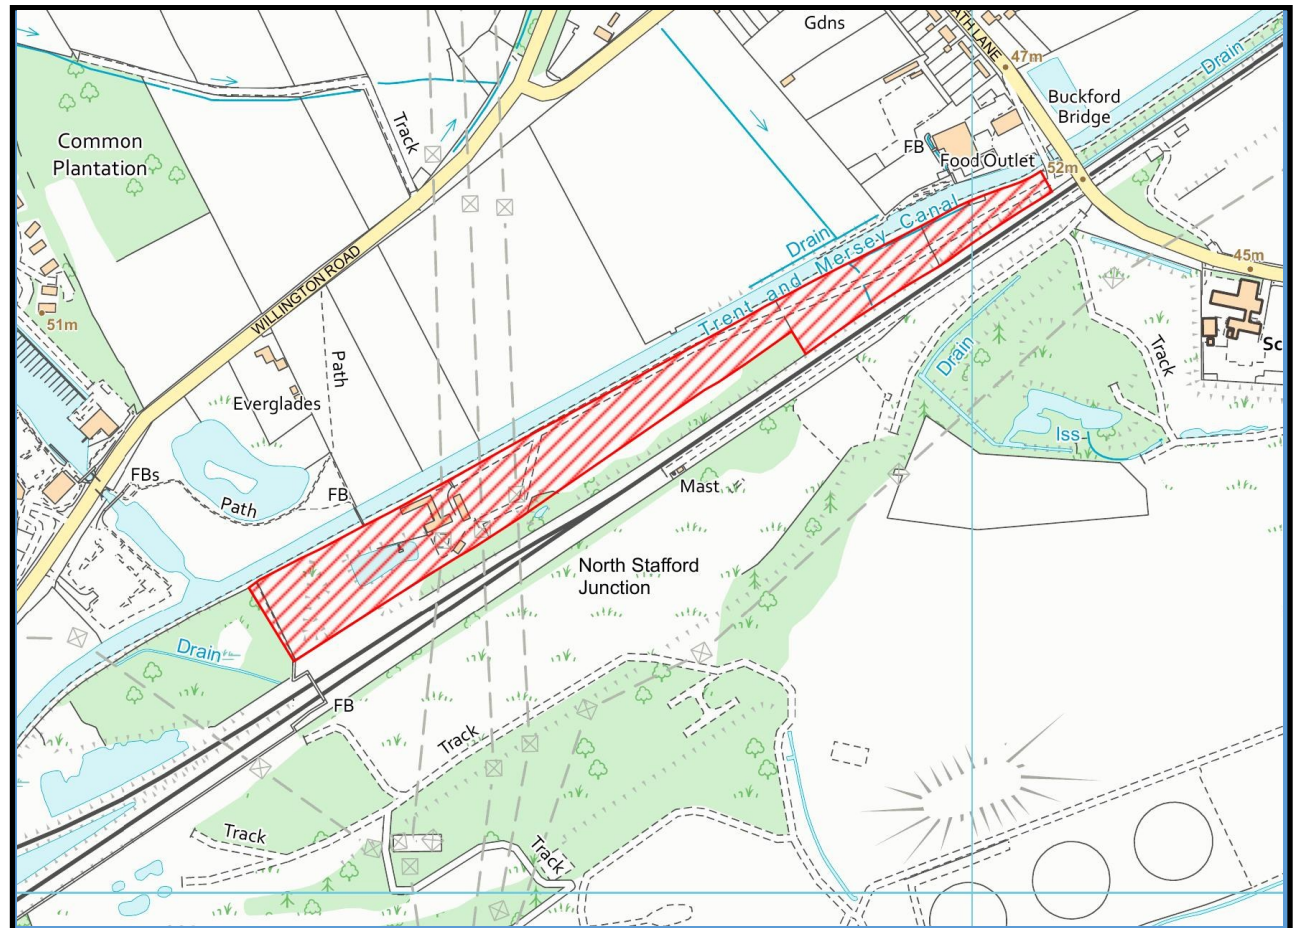 Gdns
ATH LANE
47m
Drain
Buckford
Bridge
Track
Common
Plantation
FB
Food Outlet
52m
Trent and Mersey Canal
Drain
45m
WILLINGTON ROAD
51m
Path
Drain
Track
Sc
Everglades
Iss
FBs
Path
FB
Mast
North Stafford
Junction
Drain
FB
Track
Track
Track